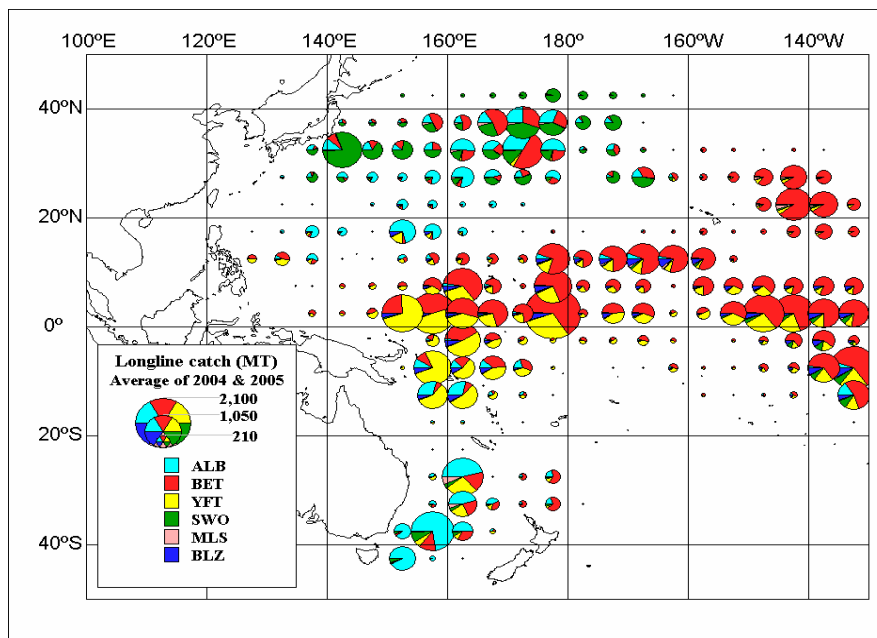 100ºE 120ºE 140ºE 160ºE 180º 160ºW 140ºW
40ºN
20ºN
0º
20ºS
40ºS
Longline catch (MT)
Average of 2004 & 2005
2,100
1,050
210
ALB
BET
YFT
SWO
MLS
BLZ